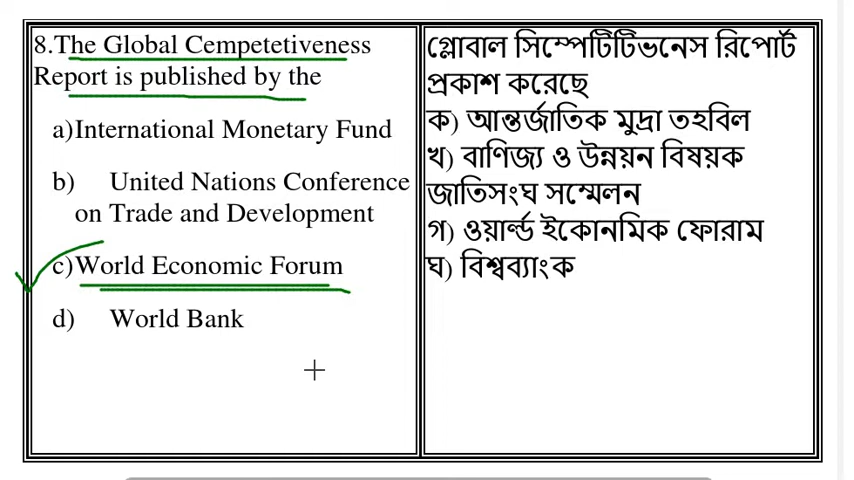 8.The Global Cempetetiveness
Report is published by the
a)International Monetary Fund
b) United Nations Conference
on Trade and Development
c)World Economic Forum
d) World Bank
গ্লোবাল সিম্পেটিটিভনেস রিপোর্ট
প্রকাশ করেছে
ক) আন্তর্জাতিক মুদ্রা তহবিল
খ) বাণিজ্য ও উন্নয়ন বিষয়ক
জাতিসংঘ সম্মেলন
গ) ওয়ার্ল্ড ইকোনমিক ফোরাম
ঘ) বিশ্বব্যাংক